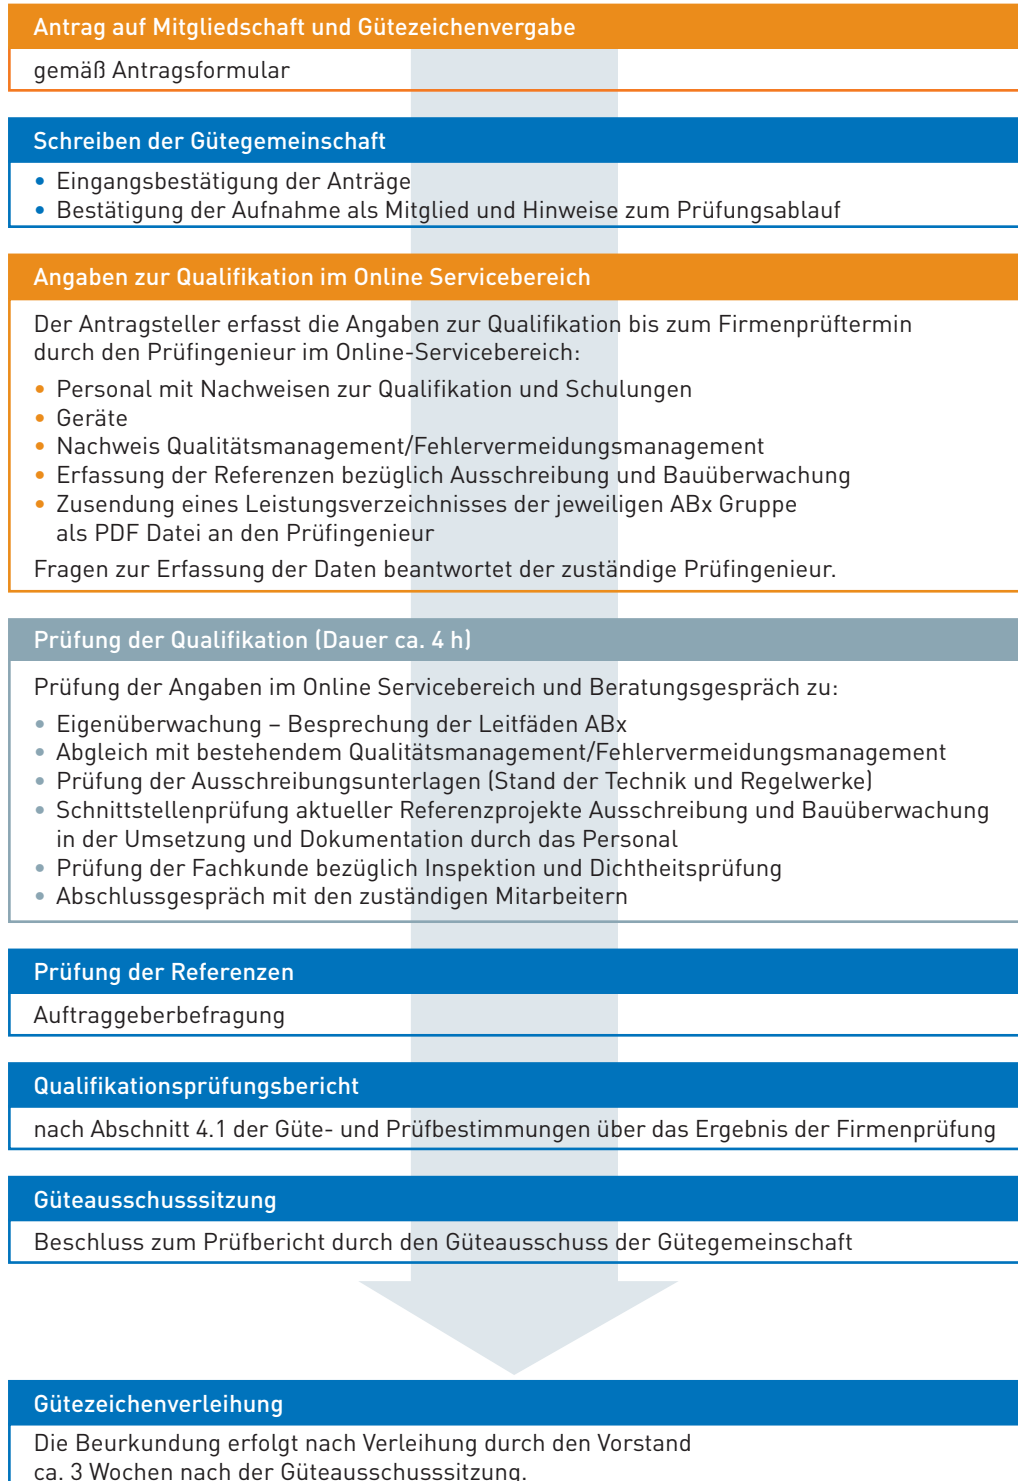 Antrag auf Mitgliedschaft und Gütezeichenvergabe
gemäß Antragsformular
Schreiben der Gütegemeinschaft
• Eingangsbestätigung der Anträge
• Bestätigung der Aufnahme als Mitglied und Hinweise zum Prüfungsablauf
Angaben zur Qualifikation im Online Servicebereich
Der Antragsteller erfasst die Angaben zur Qualifikation bis zum Firmenprüftermin
durch den Prüfingenieur im Online-Servicebereich:
• Personal mit Nachweisen zur Qualifikation und Schulungen
• Geräte
• Nachweis Qualitätsmanagement/Fehlervermeidungsmanagement
• Erfassung der Referenzen bezüglich Ausschreibung und Bauüberwachung
• Zusendung eines Leistungsverzeichnisses der jeweiligen ABx Gruppe
als PDF Datei an den Prüfingenieur
Fragen zur Erfassung der Daten beantwortet der zuständige Prüfingenieur.
Prüfung der Qualifikation (Dauer ca. 4 h)
Prüfung der Angaben im Online Servicebereich und Beratungsgespräch zu:
• Eigenüberwachung – Besprechung der Leitfäden ABx
• Abgleich mit bestehendem Qualitätsmanagement/Fehlervermeidungsmanagement
• Prüfung der Ausschreibungsunterlagen (Stand der Technik und Regelwerke)
• Schnittstellenprüfung aktueller Referenzprojekte Ausschreibung und Bauüberwachung
in der Umsetzung und Dokumentation durch das Personal
• Prüfung der Fachkunde bezüglich Inspektion und Dichtheitsprüfung
• Abschlussgespräch mit den zuständigen Mitarbeitern
Prüfung der Referenzen
Auftraggeberbefragung
Qualifikationsprüfungsbericht
nach Abschnitt 4.1 der Güte- und Prüfbestimmungen über das Ergebnis der Firmenprüfung
Güteausschusssitzung
Beschluss zum Prüfbericht durch den Güteausschuss der Gütegemeinschaft
Gütezeichenverleihung
Die Beurkundung erfolgt nach Verleihung durch den Vorstand
ca. 3 Wochen nach der Güteausschusssitzung.